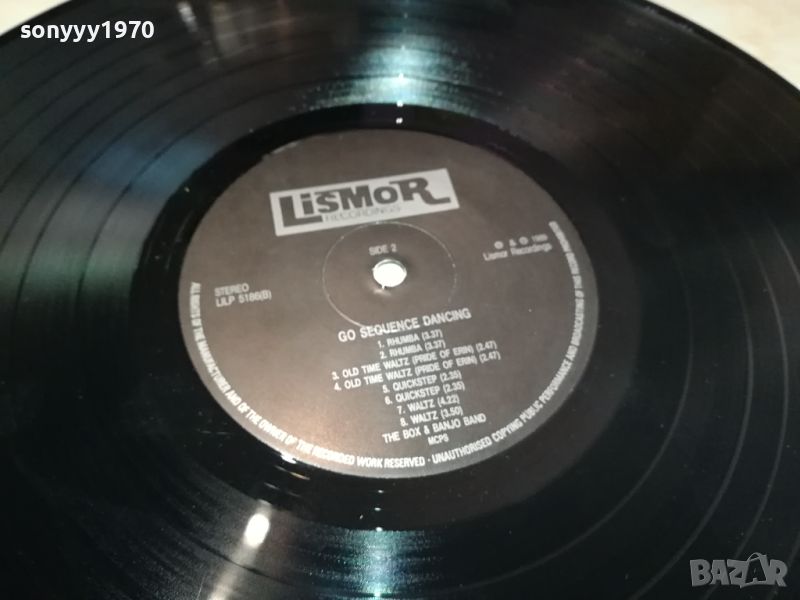 sonyyy1970
LISMOR
RECORDINGS
SIDE 2
STEREO
LILP 5186(B)
Ⓟ & © 1989
Lismor Recordings
GO SEQUENCE DANCING
1. RHUMBA (3.37)
2. RHUMBA (3.37)
3. OLD TIME WALTZ (PRIDE OF ERIN) (2.47)
4. OLD TIME WALTZ (PRIDE OF ERIN) (2.47)
5. QUICKSTEP (2.35)
6. QUICKSTEP (2.35)
7. WALTZ (4.22)
8. WALTZ (3.50)
THE BOX & BANJO BAND
MCPS
ALL RIGHTS OF THE MANUFACTURER AND OF THE OWNER OF THE RECORDED WORK RESERVED · UNAUTHORISED COPYING PUBLIC PERFORMANCE AND BROADCASTING OF THIS RECORD PROHIBITED
BAZAR